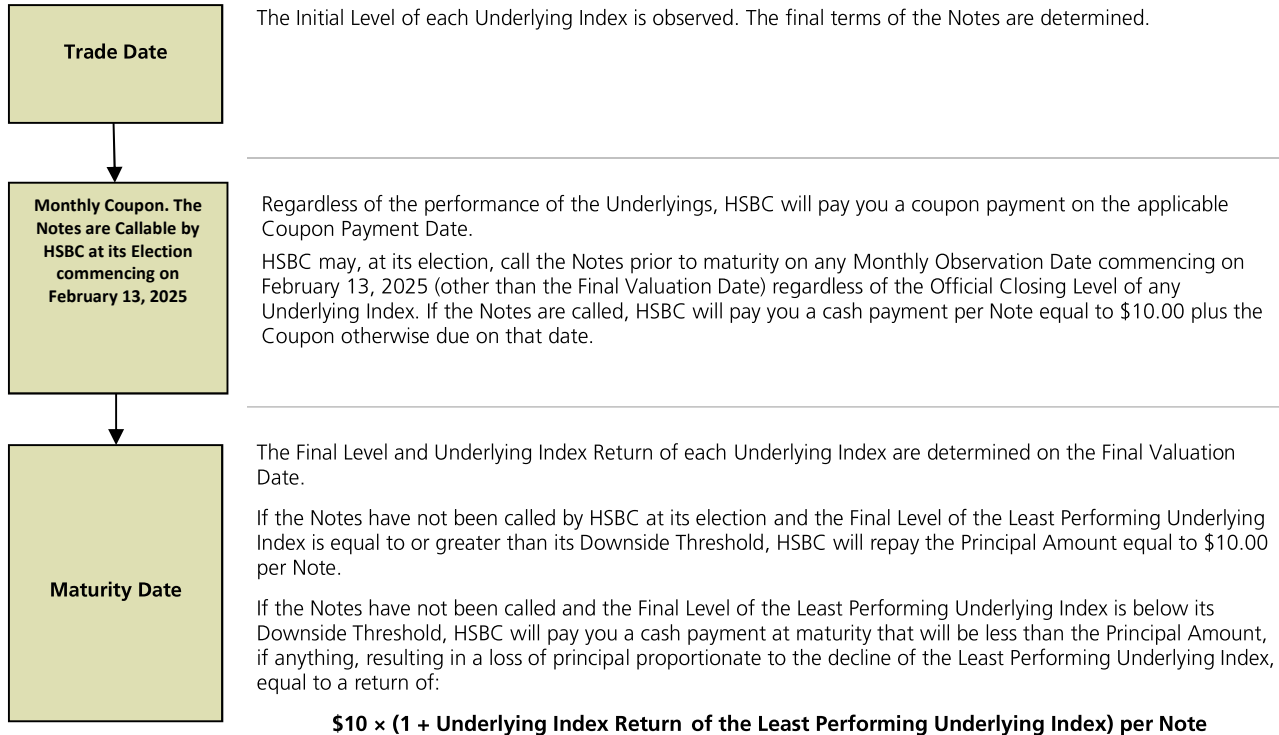 Trade Date
The Initial Level of each Underlying Index is observed. The final terms of the Notes are determined.
Monthly Coupon. The
Notes are Callable by
HSBC at its Election
commencing on
February 13, 2025
Regardless of the performance of the Underlyings, HSBC will pay you a coupon payment on the applicable
Coupon Payment Date.
HSBC may, at its election, call the Notes prior to maturity on any Monthly Observation Date commencing on
February 13, 2025 (other than the Final Valuation Date) regardless of the Official Closing Level of any
Underlying Index. If the Notes are called, HSBC will pay you a cash payment per Note equal to $10.00 plus the
Coupon otherwise due on that date.
Maturity Date
The Final Level and Underlying Index Return of each Underlying Index are determined on the Final Valuation
Date.
If the Notes have not been called by HSBC at its election and the Final Level of the Least Performing Underlying
Index is equal to or greater than its Downside Threshold, HSBC will repay the Principal Amount equal to $10.00
per Note.
If the Notes have not been called and the Final Level of the Least Performing Underlying Index is below its
Downside Threshold, HSBC will pay you a cash payment at maturity that will be less than the Principal Amount,
if anything, resulting in a loss of principal proportionate to the decline of the Least Performing Underlying Index,
equal to a return of:
$10 × (1 + Underlying Index Return of the Least Performing Underlying Index) per Note